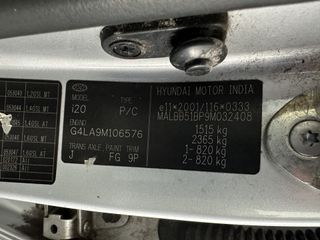 MODEL TYPE
i20 P/C
ENGINE
G4LA9M106576
TRANS AXLE PAINT TRIM
J FG 9P
HYUNDAI MOTOR INDIA
e11*2001/116*0333
MALBB51BP9M032408
1515 kg
2365 kg
1- 820 kg
2- 820 kg